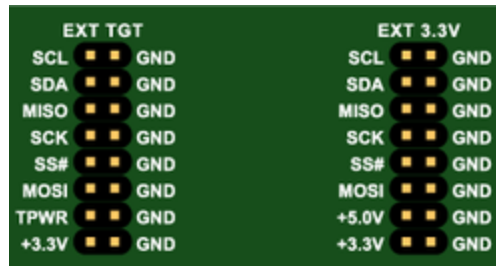 EXT TGT
SCL GND
SDA GND
MISO GND
SCK GND
SS# GND
MOSI GND
TPWR GND
+3.3V GND
EXT 3.3V
SCL GND
SDA GND
MISO GND
SCK GND
SS# GND
MOSI GND
+5.0V GND
+3.3V GND